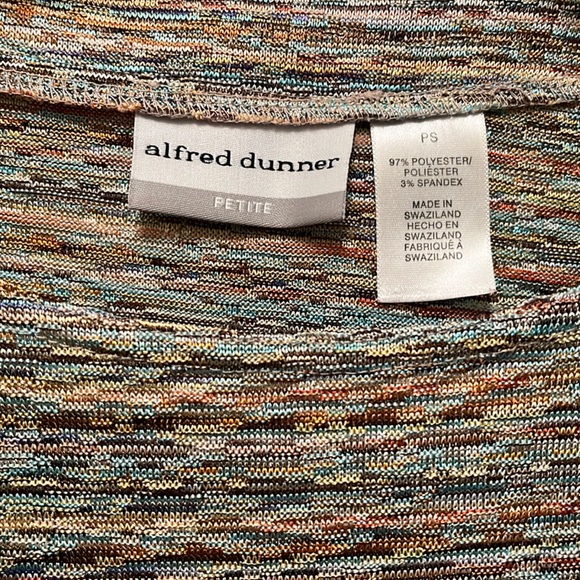 alfred dunner
PETITE
PS
97% POLYESTER/
POLIÉSTER
3% SPANDEX
MADE IN
SWAZILAND
HECHO EN
SWAZILAND
FABRIQUÉ À
SWAZILAND